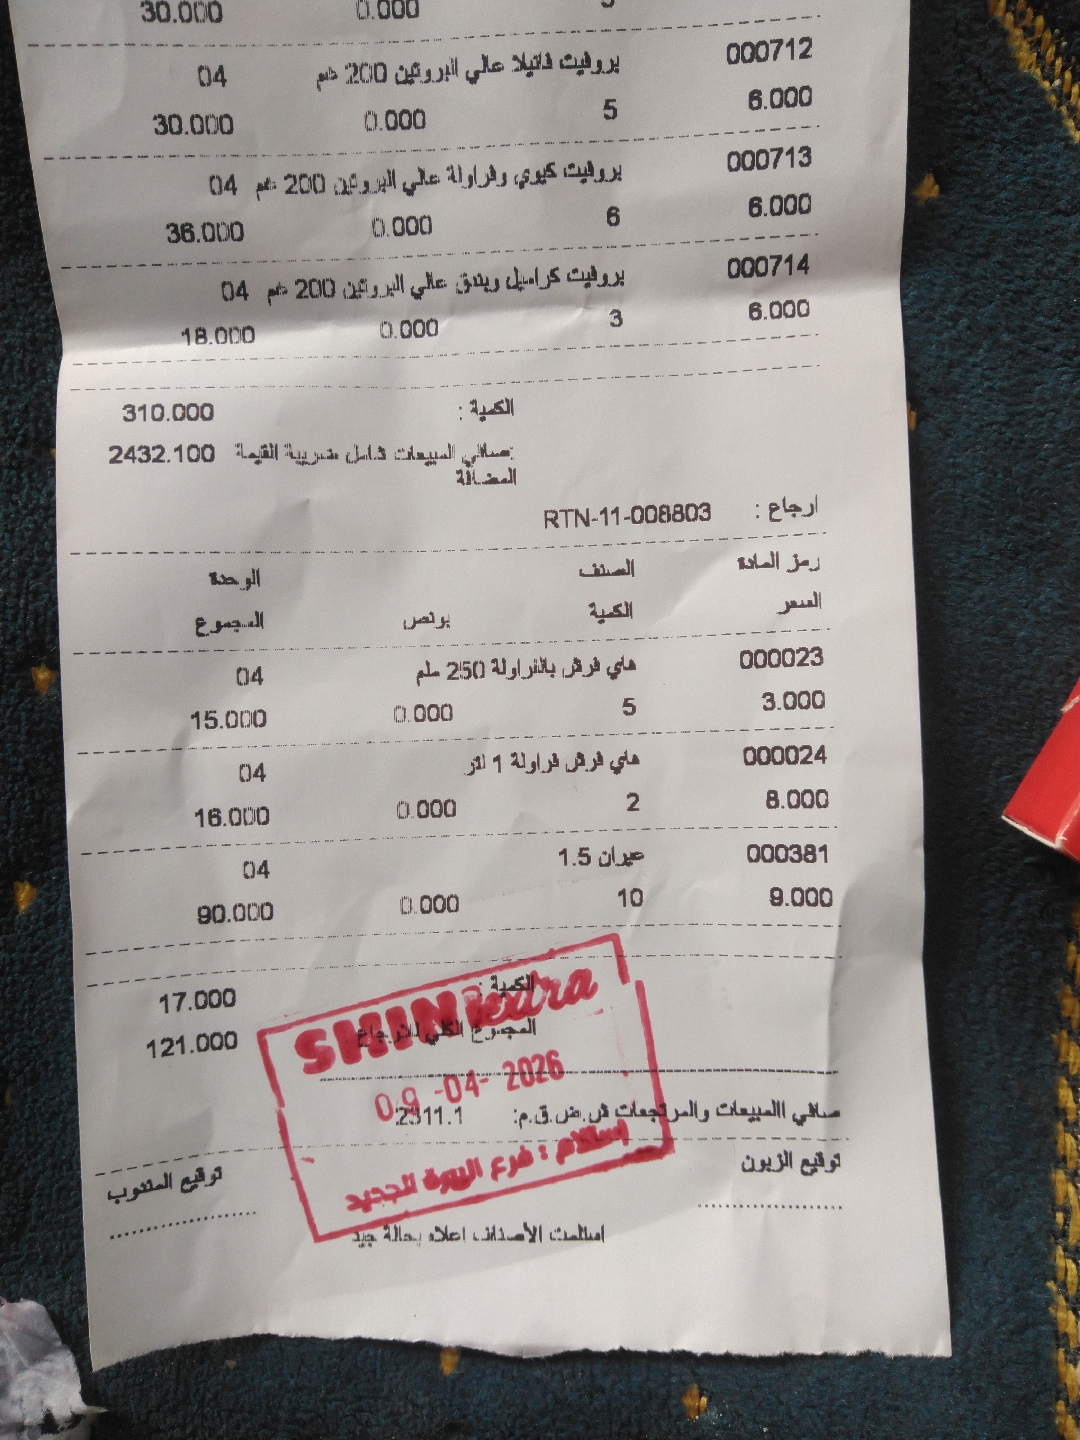 30.000 0.000
000712 بروفيت فانيلا عالي البروتين 200 غم 04
6.000 5 0.000 30.000
000713 بروفيت كيوي وفراولة عالي البروتين 200 غم 04
6.000 6 0.000 36.000
000714 بروفيت كراميل وبندق عالي البروتين 200 غم 04
6.000 3 0.000 18.000
الكمية : 310.000
صافي المبيعات شامل ضريبة القيمة المضافة: 2432.100
ارجاع : RTN-11-008803
رمز المادة الصنف الوحدة
السعر الكمية بونص المجموع
000023 هاي فرش بالفراولة 250 ملم 04
3.000 5 0.000 15.000
000024 هاي فرش فراولة 1 لتر 04
8.000 2 0.000 16.000
000381 عيران 1.5 04
9.000 10 0.000 90.000
الكمية : 17.000
المجموع الكلي للارجاع 121.000
SHINI extra
09-04-2026
إستلام : فرع البيرة الجديد
صافي االمبيعات والمرتجعات ش.ض.ق.م: 2311.1
توقيع الزبون توقيع المندوب
استلمت الأصناف اعلاه بحالة جيد